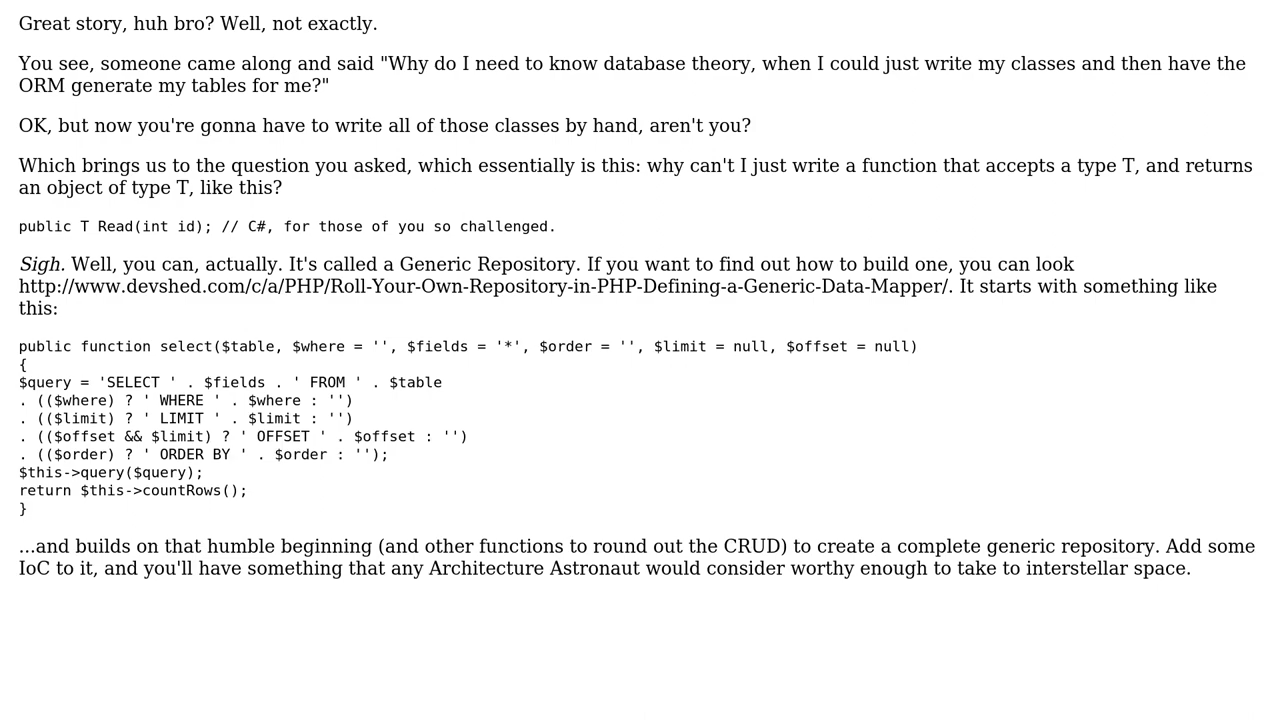 Great story, huh bro? Well, not exactly.
You see, someone came along and said "Why do I need to know database theory, when I could just write my classes and then have the
ORM generate my tables for me?"
OK, but now you're gonna have to write all of those classes by hand, aren't you?
Which brings us to the question you asked, which essentially is this: why can't I just write a function that accepts a type T, and returns
an object of type T, like this?
public T Read(int id); // C#, for those of you so challenged.
Sigh. Well, you can, actually. It's called a Generic Repository. If you want to find out how to build one, you can look
http://www.devshed.com/c/a/PHP/Roll-Your-Own-Repository-in-PHP-Defining-a-Generic-Data-Mapper/. It starts with something like
this:
public function select($table, $where = '', $fields = '*', $order = '', $limit = null, $offset = null)
{
$query = 'SELECT ' . $fields . ' FROM ' . $table
. (($where) ? ' WHERE ' . $where : '')
. (($limit) ? ' LIMIT ' . $limit : '')
. (($offset && $limit) ? ' OFFSET ' . $offset : '')
. (($order) ? ' ORDER BY ' . $order : '');
$this->query($query);
return $this->countRows();
}
...and builds on that humble beginning (and other functions to round out the CRUD) to create a complete generic repository. Add some
IoC to it, and you'll have something that any Architecture Astronaut would consider worthy enough to take to interstellar space.